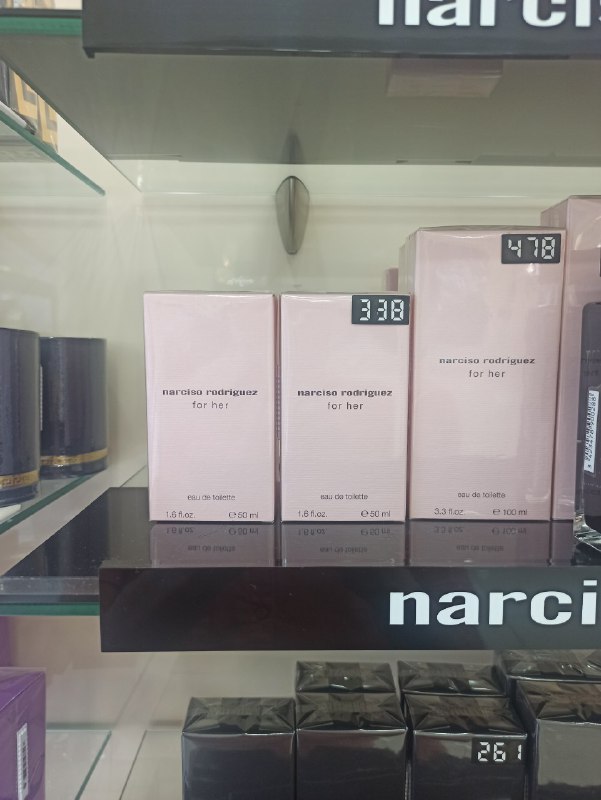 narcis
478
338
narciso rodriguez
for her
narciso rodriguez
for her
narciso rodriguez
for her
eau de toilette
1.6 fl.oz. e 50 ml
eau de toilette
1.6 fl.oz. e 50 ml
eau de toilette
3.3 fl.oz. e 100 ml
narci
261